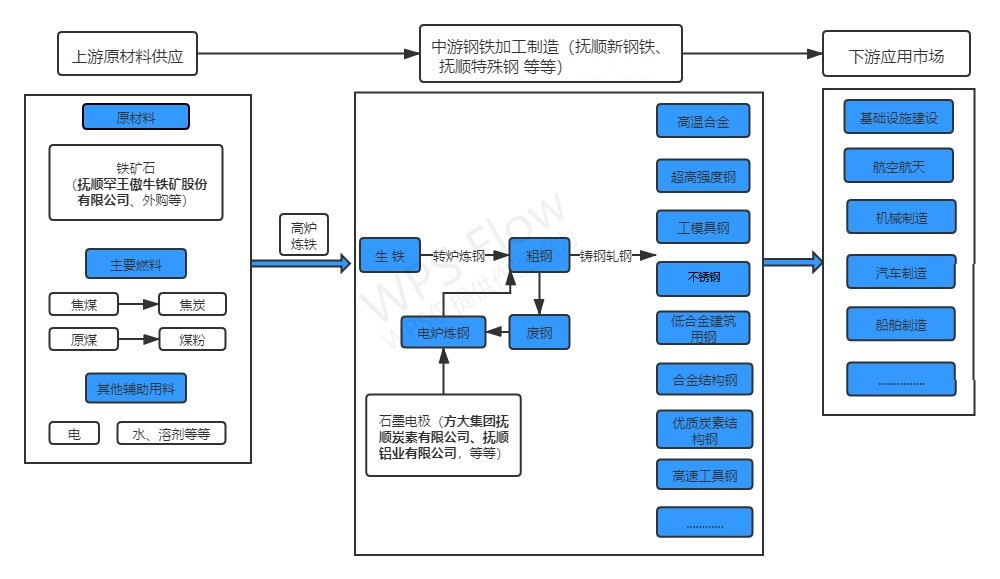 上游原材料供应
中游钢铁加工制造（抚顺新钢铁、
抚顺特殊钢 等等）
下游应用市场
原材料
铁矿石
（抚顺罕王傲牛铁矿股份
有限公司、外购等）
主要燃料
焦煤
焦炭
原煤
煤粉
其他辅助用料
电
水、溶剂等等
高炉
炼铁
生 铁
转炉炼钢
粗钢
铸钢轧钢
电炉炼钢
废钢
石墨电极（方大集团抚
顺炭素有限公司、抚顺
铝业有限公司，等等）
高温合金
超高强度钢
工模具钢
不锈钢
低合金建筑
用钢
合金结构钢
优质炭素结
构钢
高速工具钢
............
基础设施建设
航空航天
机械制造
汽车制造
船舶制造
..............
WPS Flow